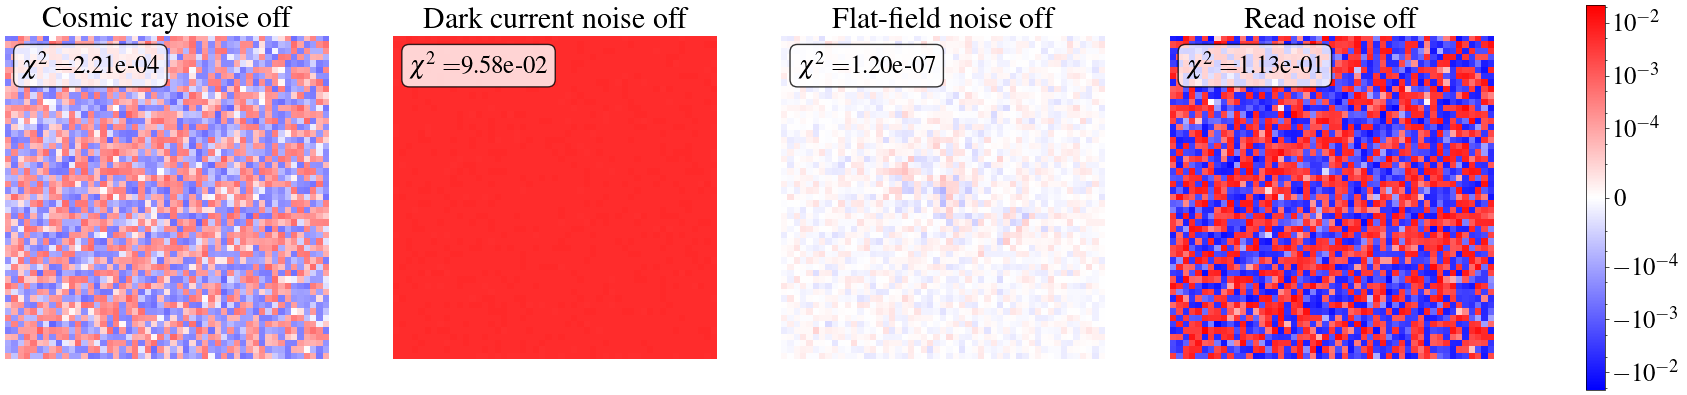 Cosmic ray noise off
χ² =2.21e-04
Dark current noise off
χ² =9.58e-02
Flat-field noise off
χ² =1.20e-07
Read noise off
χ² =1.13e-01
10⁻²
10⁻³
10⁻⁴
0
−10⁻⁴
−10⁻³
−10⁻²